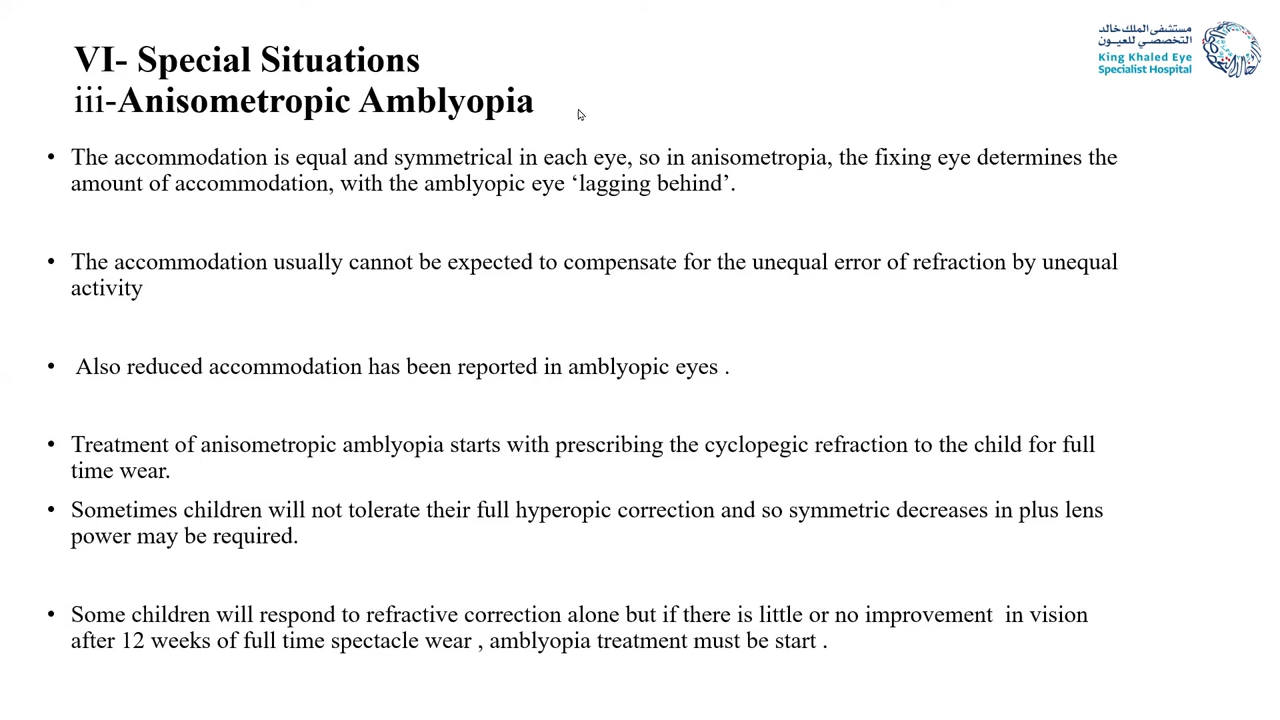 VI- Special Situations
iii-Anisometropic Amblyopia
مستشفى الملك خالد
التخصصي للعيون
King Khaled Eye
Specialist Hospital
• The accommodation is equal and symmetrical in each eye, so in anisometropia, the fixing eye determines the
amount of accommodation, with the amblyopic eye ‘lagging behind’.
• The accommodation usually cannot be expected to compensate for the unequal error of refraction by unequal
activity
• Also reduced accommodation has been reported in amblyopic eyes .
• Treatment of anisometropic amblyopia starts with prescribing the cyclopegic refraction to the child for full
time wear.
• Sometimes children will not tolerate their full hyperopic correction and so symmetric decreases in plus lens
power may be required.
• Some children will respond to refractive correction alone but if there is little or no improvement  in vision
after 12 weeks of full time spectacle wear , amblyopia treatment must be start .